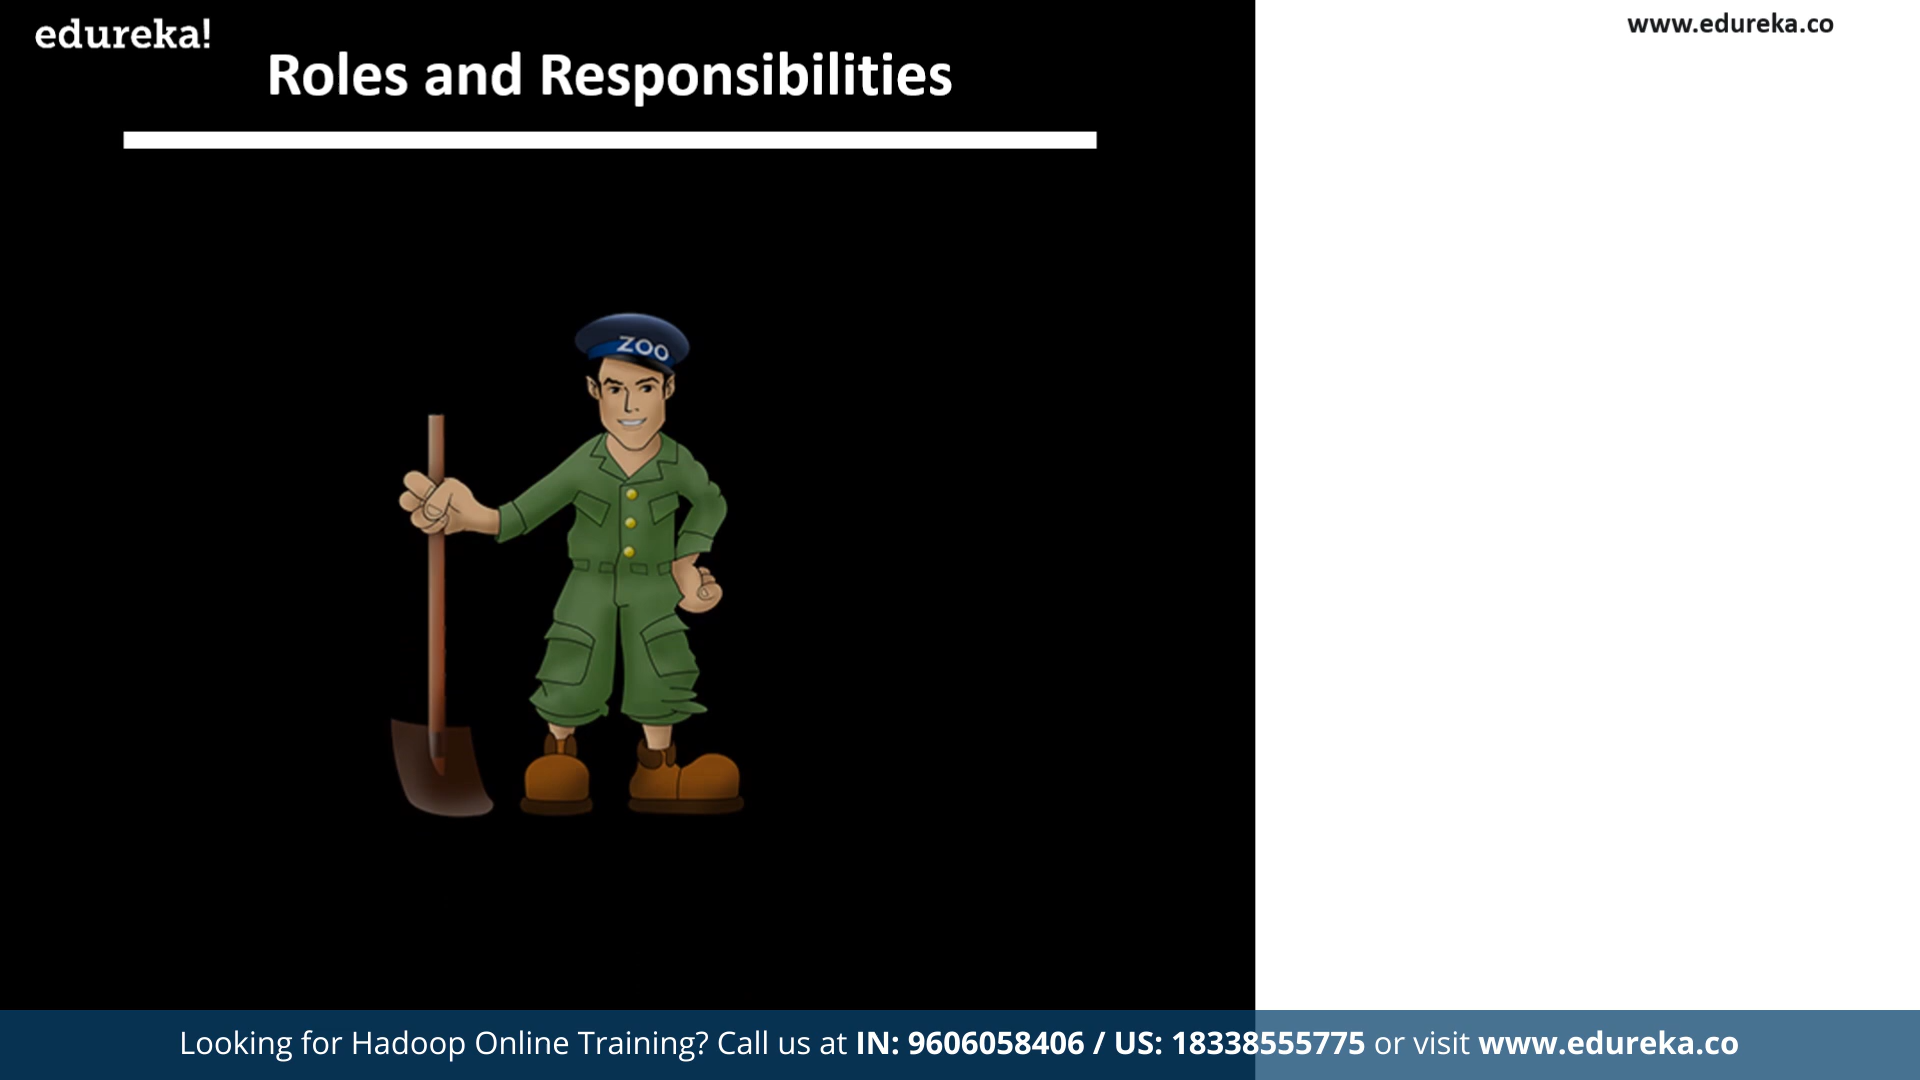 edureka!
www.edureka.co
Roles and Responsibilities
ZOO
Looking for Hadoop Online Training? Call us at IN: 9606058406 / US: 18338555775 or visit www.edureka.co